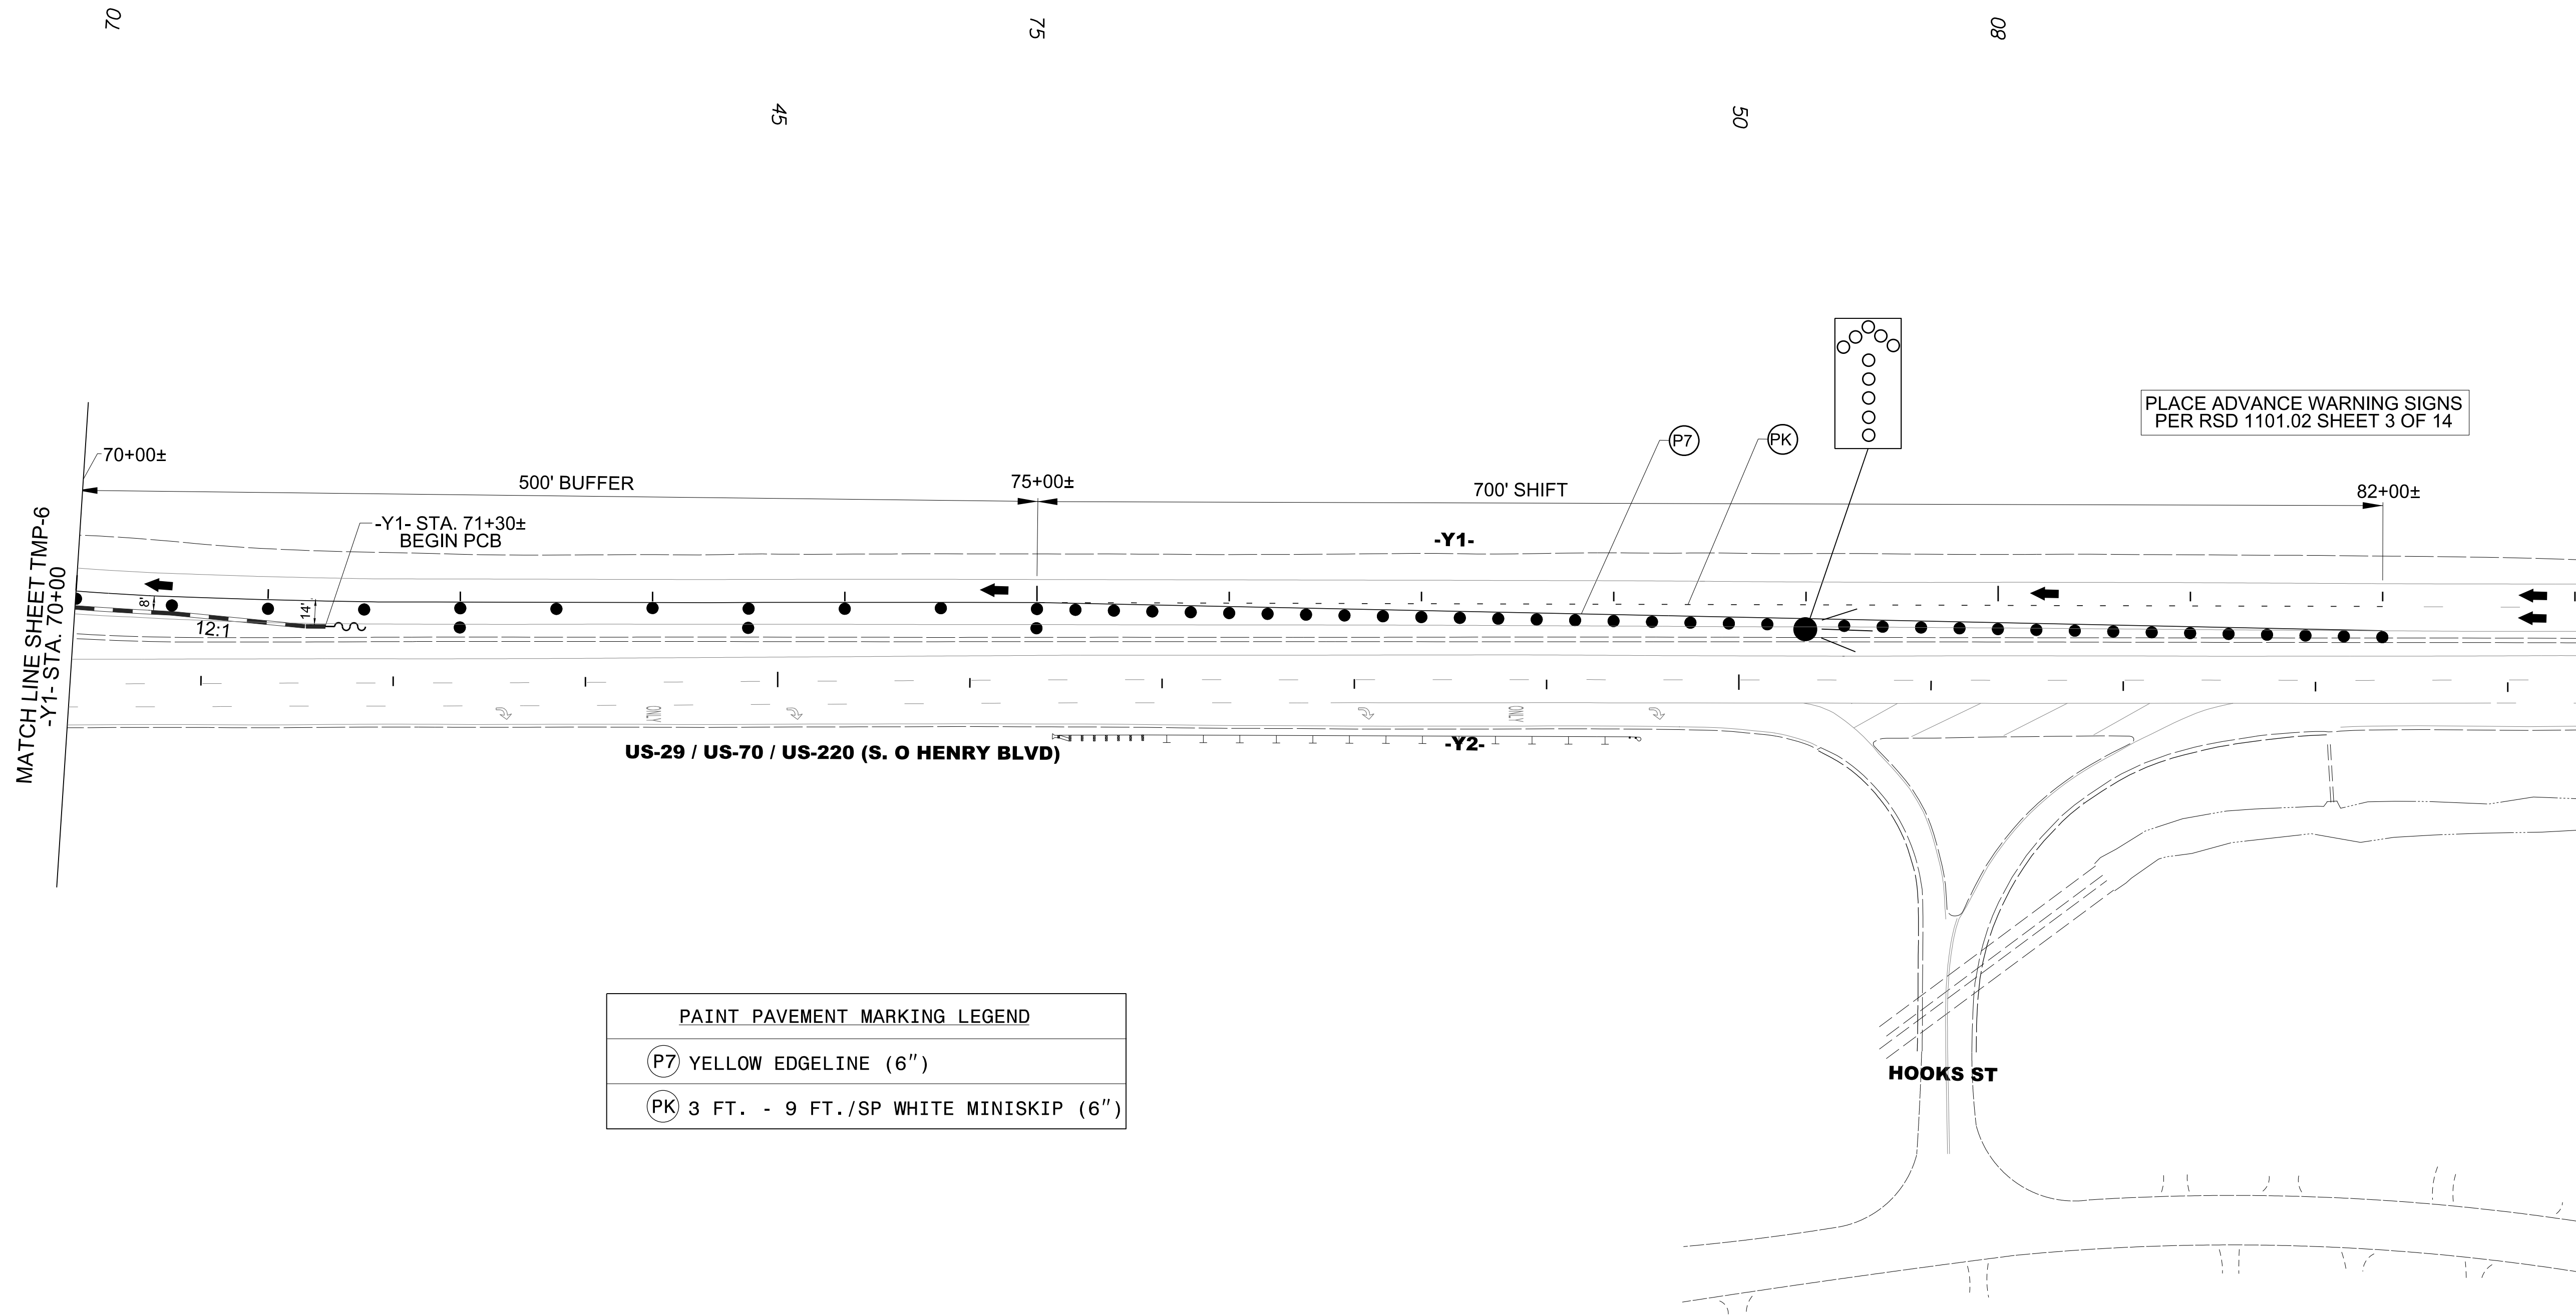 70
75
80
45
50
PLACE ADVANCE WARNING SIGNS
PER RSD 1101.02 SHEET 3 OF 14
P7
PK
70+00±
500' BUFFER
75+00±
700' SHIFT
82+00±
-Y1- STA. 71+30±
BEGIN PCB
-Y1-
MATCH LINE SHEET TMP-6
-Y1- STA. 70+00
8'
14'
12:1
ONLY
ONLY
US-29 / US-70 / US-220 (S. O HENRY BLVD)
-Y2-
PAINT PAVEMENT MARKING LEGEND
P7 YELLOW EDGELINE (6")
PK 3 FT. - 9 FT./SP WHITE MINISKIP (6")
HOOKS ST